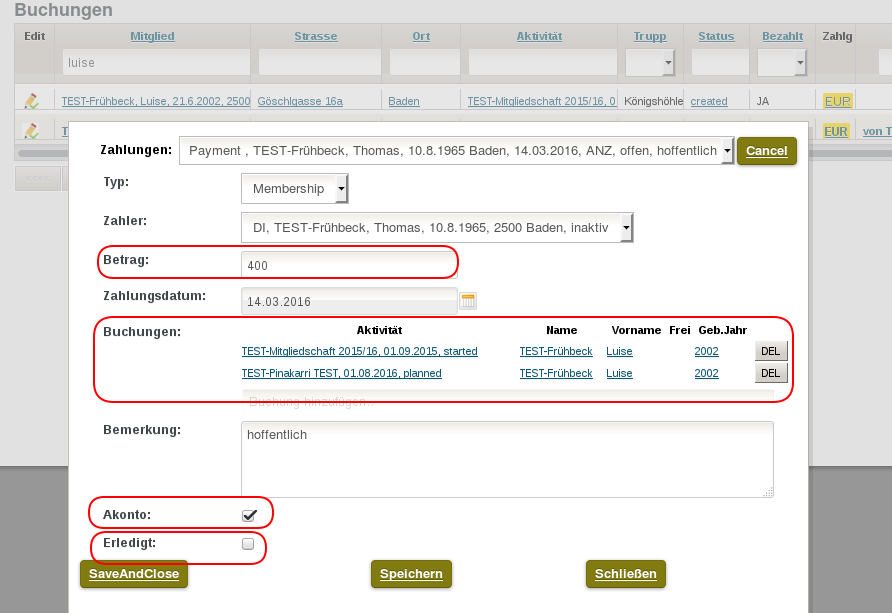 Buchungen
Edit Mitglied Strasse Ort Aktivität Trupp Status Bezahlt Zahlg
luise
TEST-Frühbeck, Luise, 21.6.2002, 2500 Göschlgasse 16a Baden TEST-Mitgliedschaft 2015/16, 0 Königshöhle created JA EUR
T EUR von T
Zahlungen: Payment , TEST-Frühbeck, Thomas, 10.8.1965 Baden, 14.03.2016, ANZ, offen, hoffentlich Cancel
Typ: Membership
Zahler: DI, TEST-Frühbeck, Thomas, 10.8.1965, 2500 Baden, inaktiv
Betrag: 400
Zahlungsdatum: 14.03.2016
Buchungen: Aktivität Name Vorname Frei Geb.Jahr
TEST-Mitgliedschaft 2015/16, 01.09.2015, started TEST-Frühbeck Luise 2002 DEL
TEST-Pinakarri TEST, 01.08.2016, planned TEST-Frühbeck Luise 2002 DEL
Buchung hinzufügen..
Bemerkung: hoffentlich
Akonto:
Erledigt:
SaveAndClose Speichern Schließen